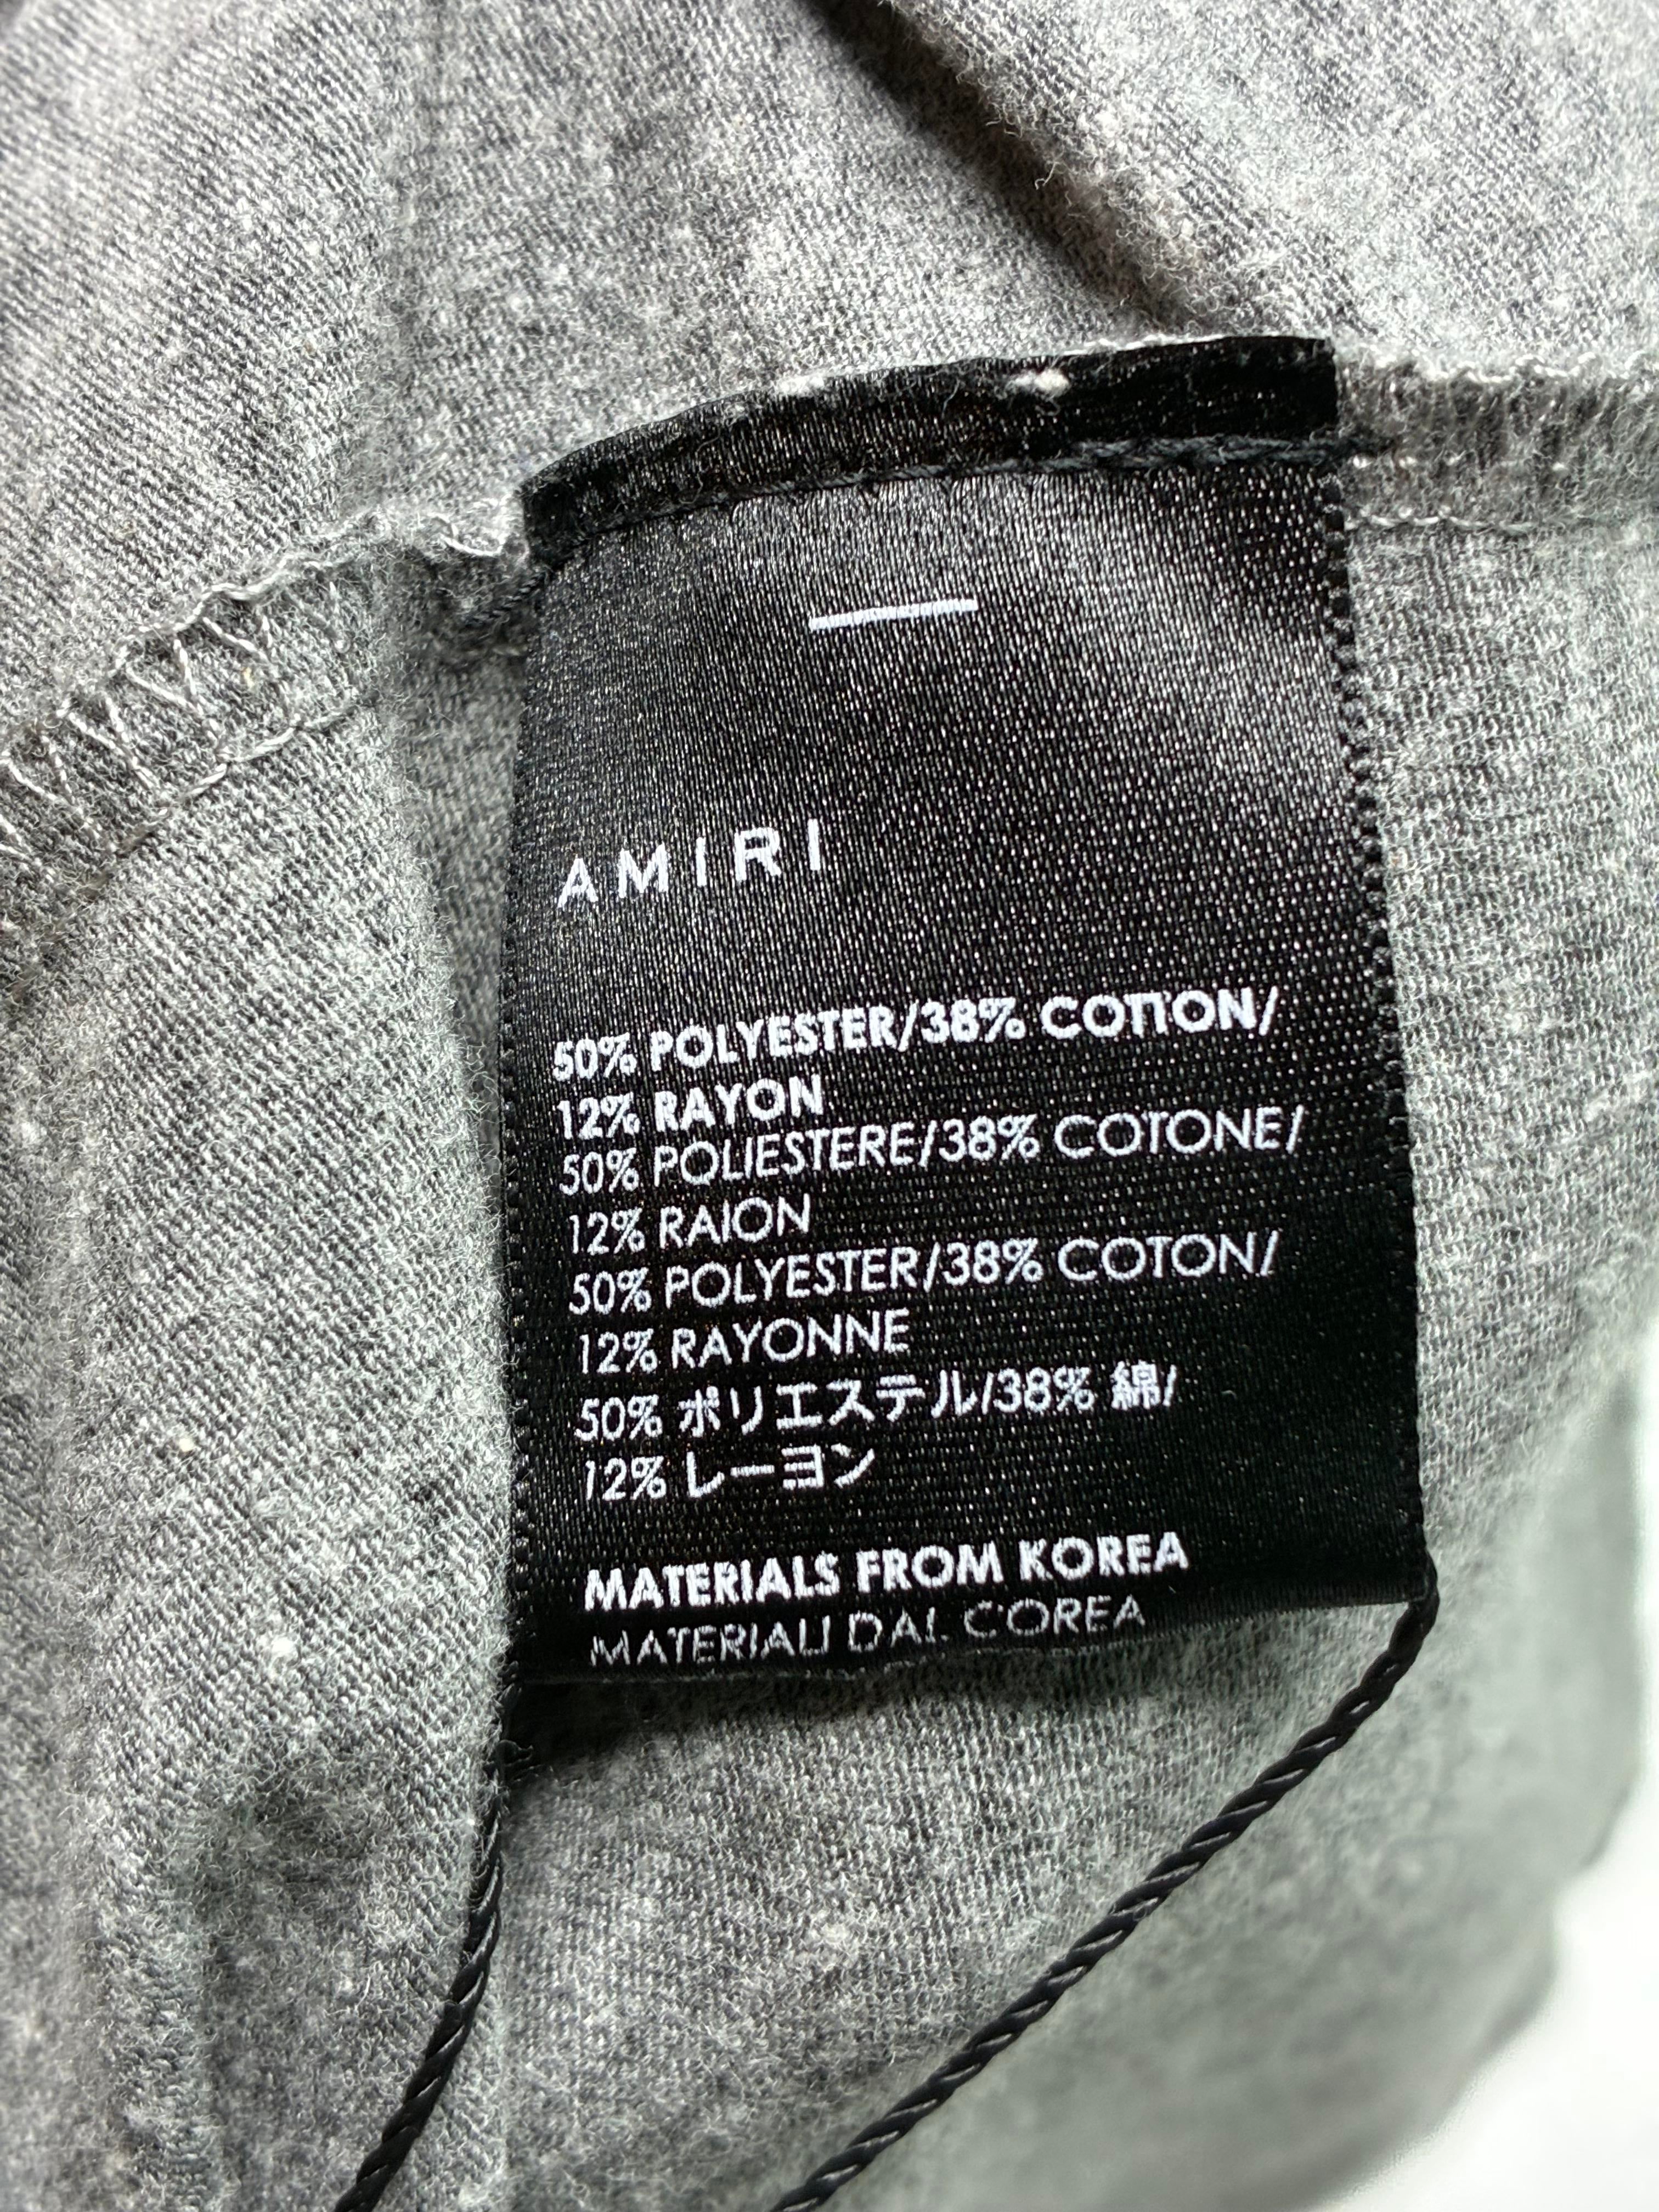 AMIRI
50% POLYESTER/38% COTTON/
12% RAYON
50% POLIESTERE/38% COTONE/
12% RAION
50% POLYESTER/38% COTON/
12% RAYONNE
50% ポリエステル/38% 綿/
12% レーヨン
MATERIALS FROM KOREA
MATERIALI DAL COREA